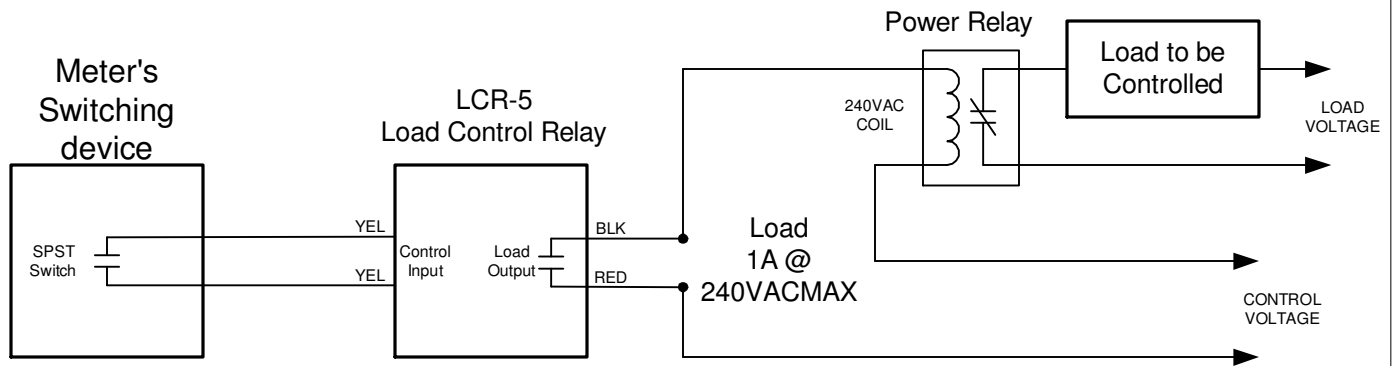 Meter's
Switching
device
SPST
Switch
YEL
YEL
LCR-5
Load Control Relay
Control
Input
Load
Output
BLK
RED
Load
1A @
240VACMAX
Power Relay
240VAC
COIL
Load to be
Controlled
LOAD
VOLTAGE
CONTROL
VOLTAGE